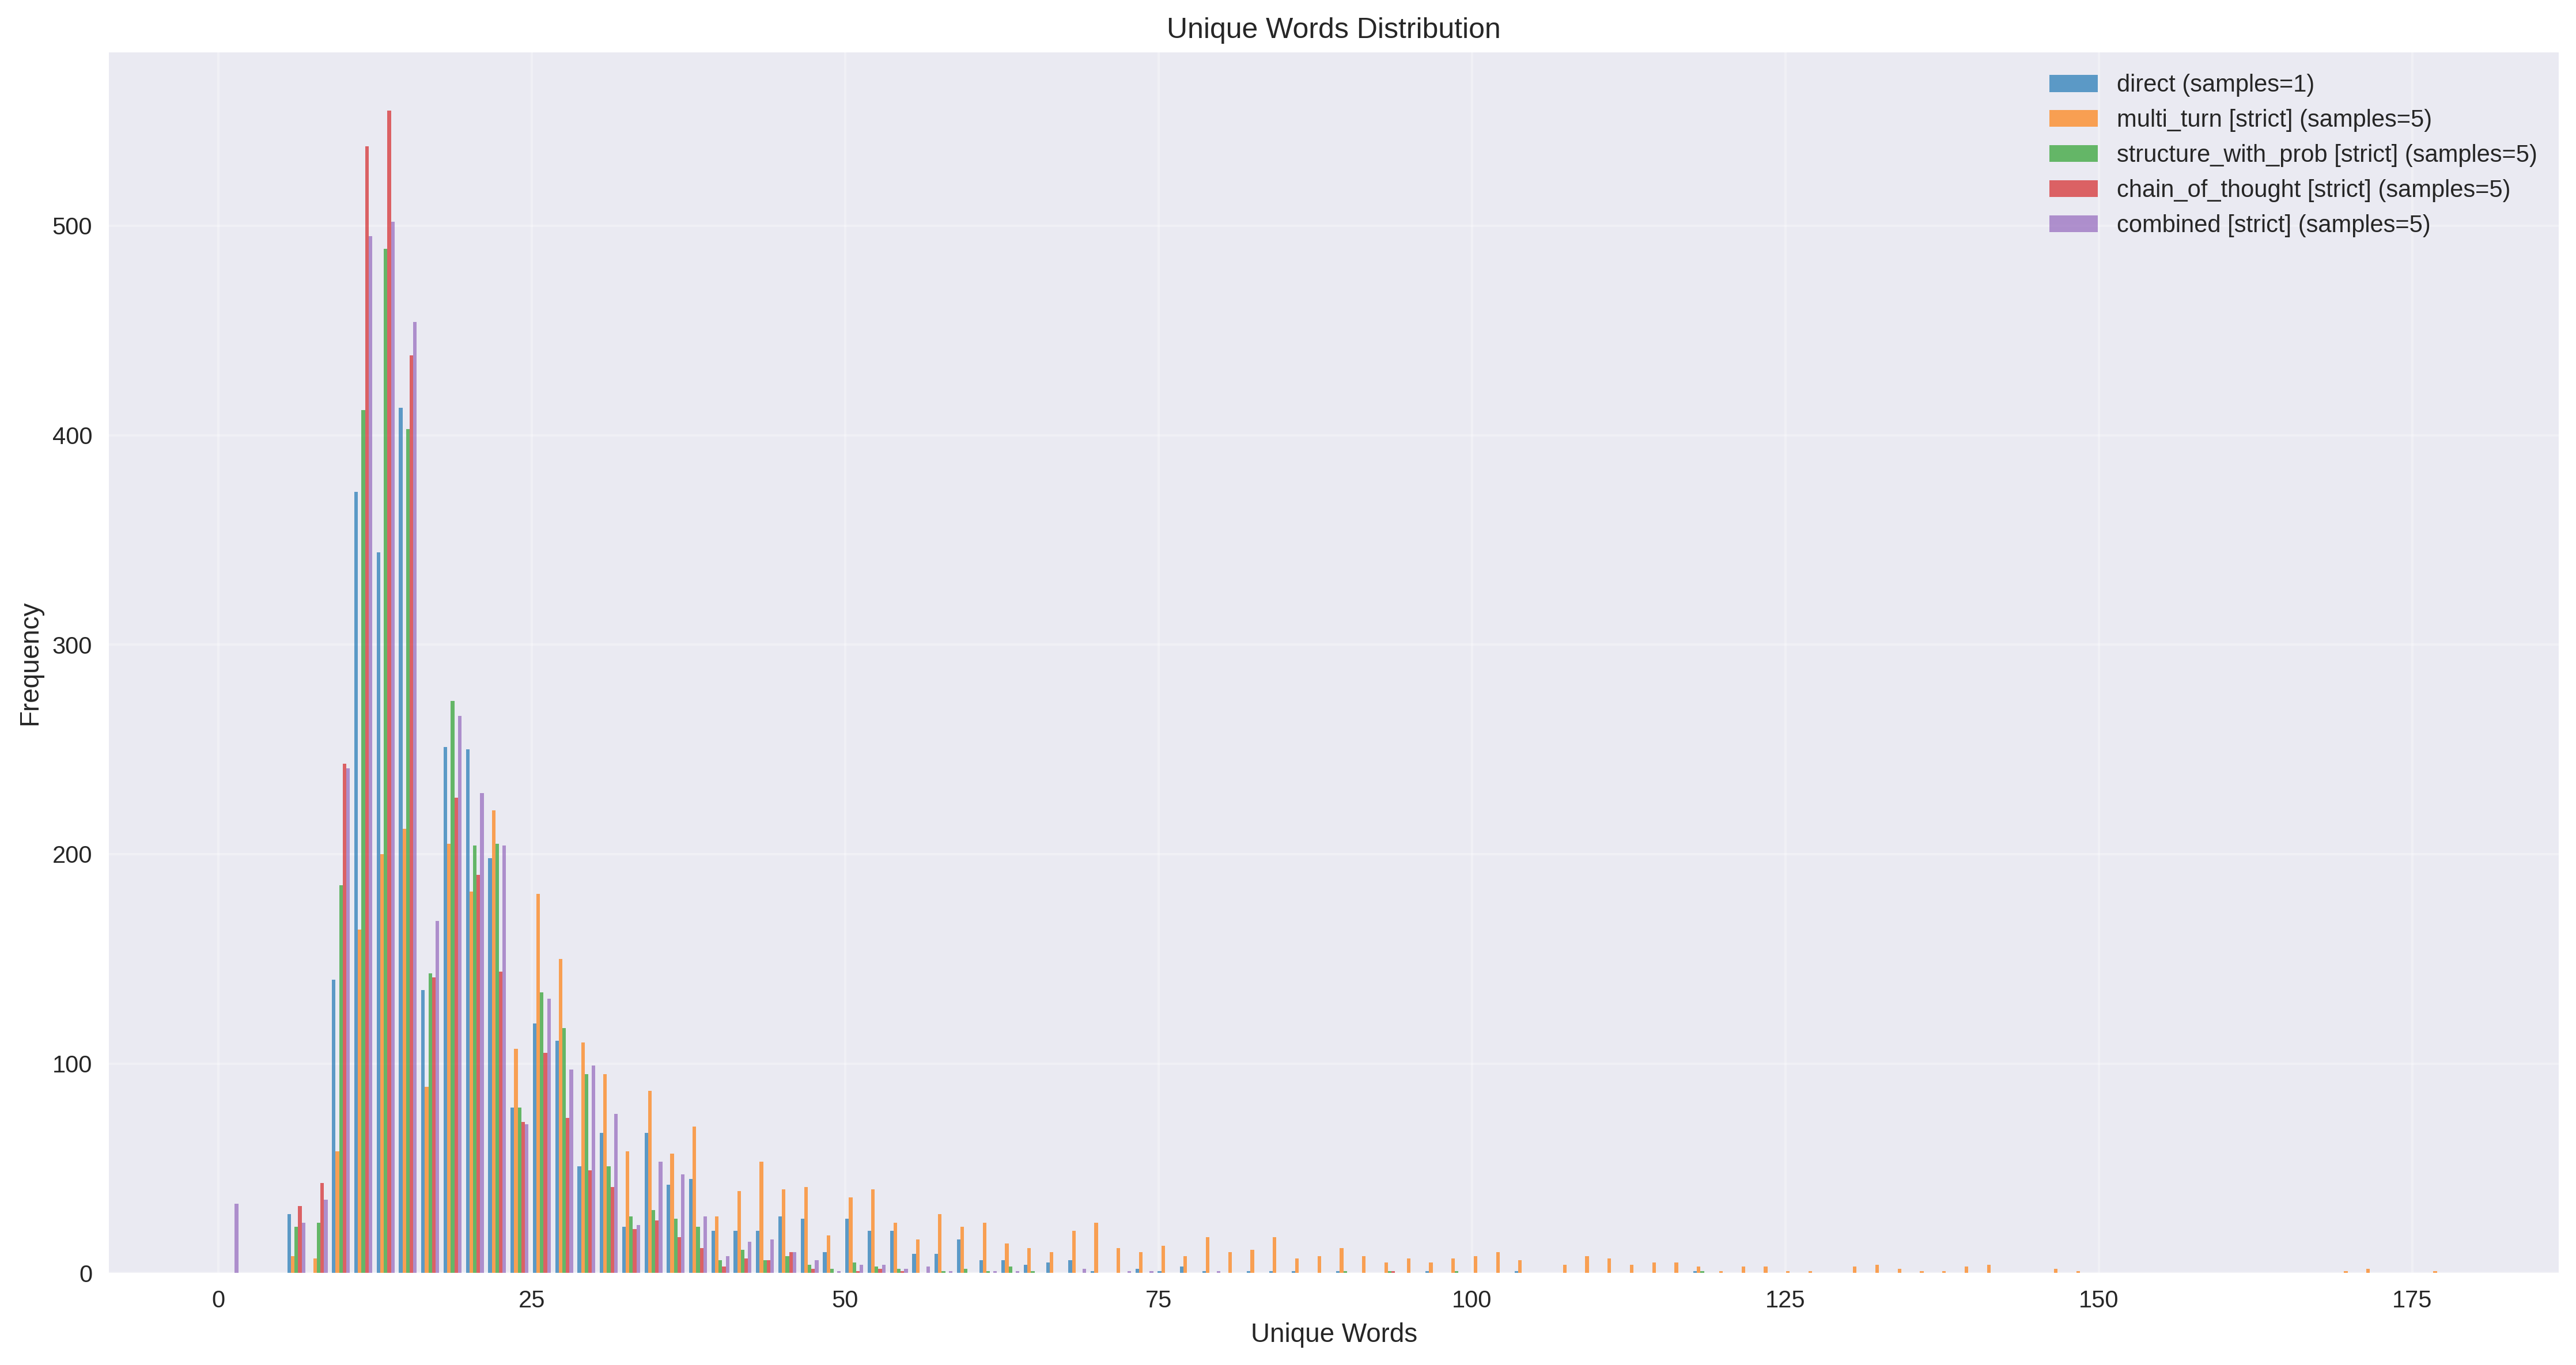 Unique Words Distribution
direct (samples=1)
multi_turn [strict] (samples=5)
structure_with_prob [strict] (samples=5)
chain_of_thought [strict] (samples=5)
combined [strict] (samples=5)
Frequency
500
400
300
200
100
0
0 25 50 75 100 125 150 175
Unique Words